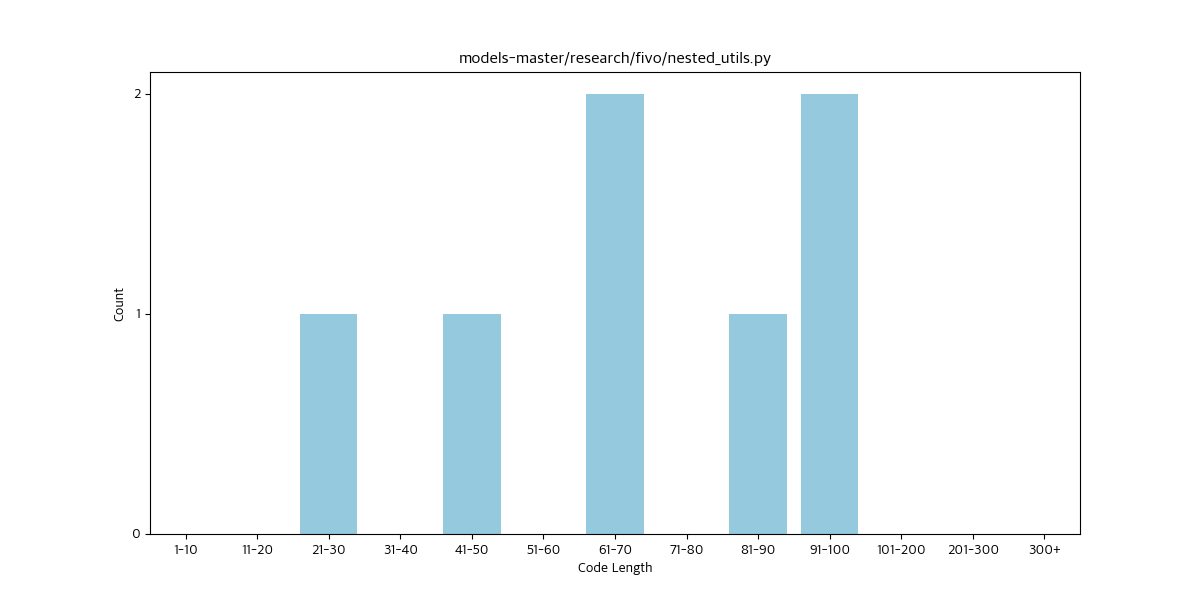 models-master/research/fivo/nested_utils.py
Count
2
1
0
1-10 11-20 21-30 31-40 41-50 51-60 61-70 71-80 81-90 91-100 101-200 201-300 300+
Code Length